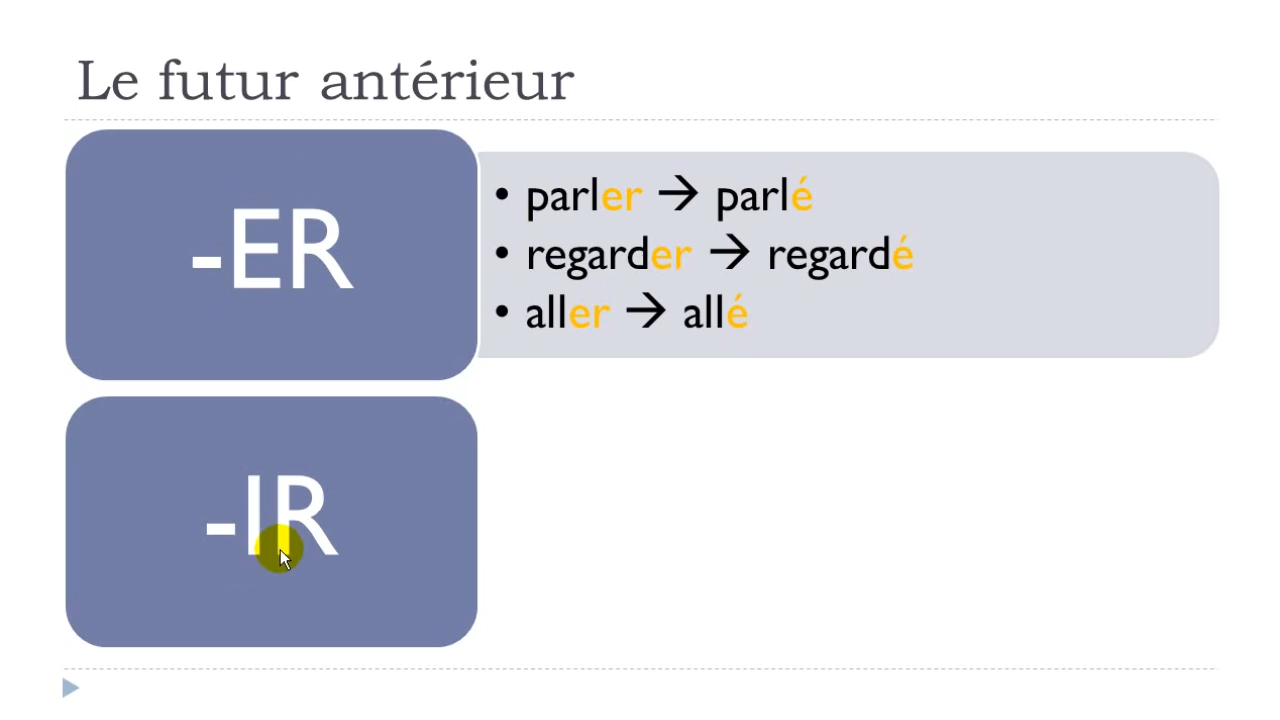 Le futur antérieur
-ER
• parler → parlé
• regarder → regardé
• aller → allé
-IR